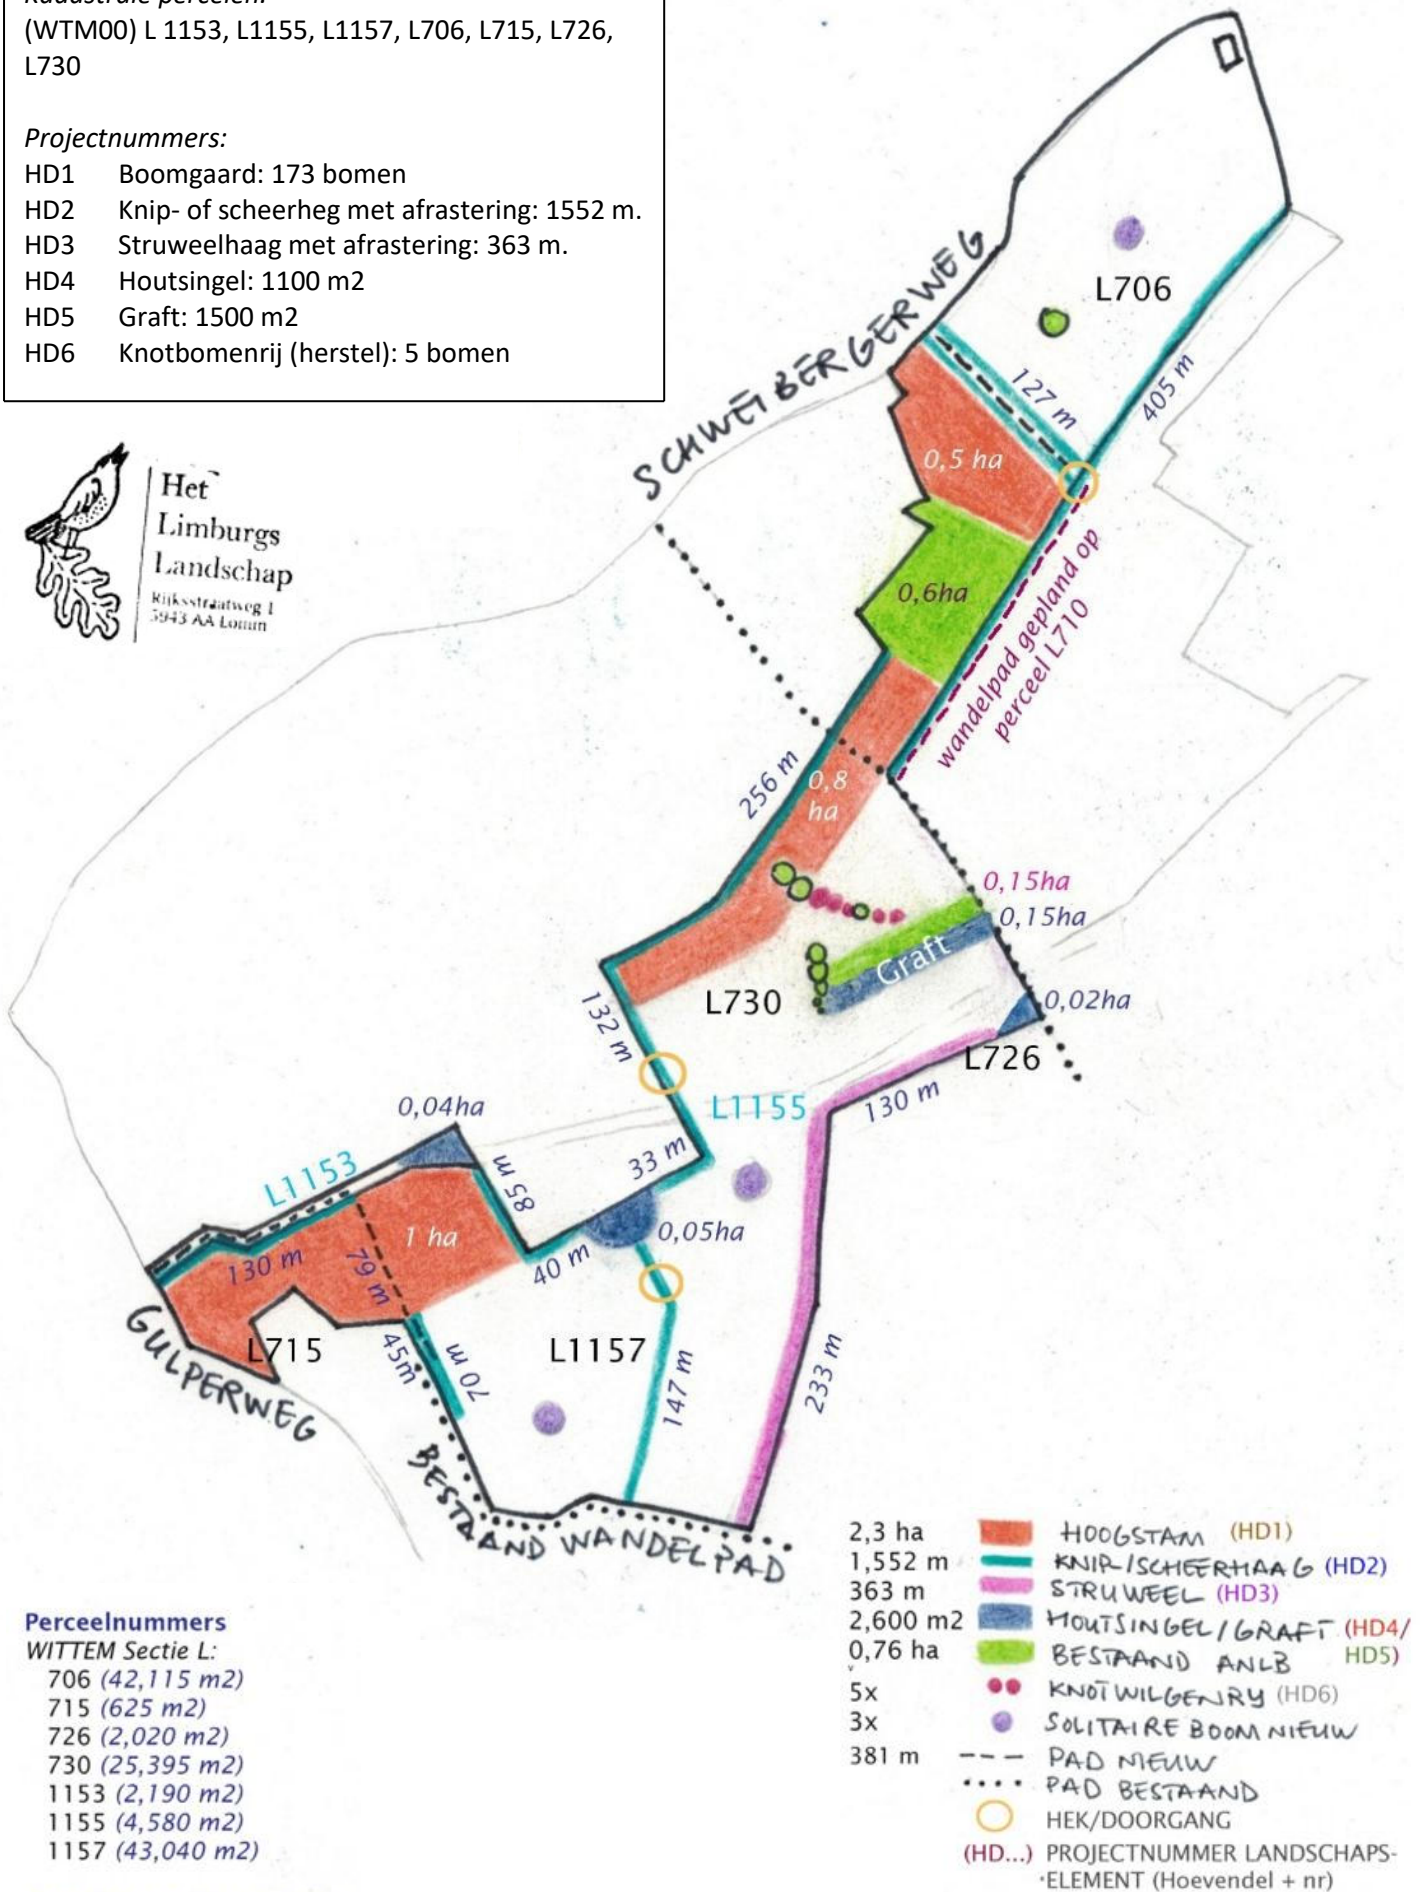 (WTM00) L 1153, L1155, L1157, L706, L715, L726,
L730
Projectnummers:
HD1 Boomgaard: 173 bomen
HD2 Knip- of scheerheg met afrastering: 1552 m.
HD3 Struweelhaag met afrastering: 363 m.
HD4 Houtsingel: 1100 m2
HD5 Graft: 1500 m2
HD6 Knotbomenrij (herstel): 5 bomen
Het
Limburgs
Landschap
Rijksstraatweg 1
5943 AA Lomm
SCHWEIBERGERWEG
L706
127 m
405 m
0,5 ha
0,6ha
wandelpad gepland op
perceel L710
256 m
0,8
ha
0,15ha
0,15ha
Graft
L730
0,02ha
132 m
L726
L1155
130 m
0,04ha
33 m
L1153
85 m
1 ha
0,05ha
130 m
79 m
40 m
L715
45m
70 m
L1157
147 m
233 m
GULPERWEG
BESTAAND WANDELPAD
2,3 ha HOOGSTAM (HD1)
1,552 m KNIP/SCHEERHAAG (HD2)
363 m STRUWEEL (HD3)
2,600 m2 HOUTSINGEL/GRAFT (HD4/
HD5)
0,76 ha BESTAAND ANLB
5x KNOTWILGENRY (HD6)
3x SOLITAIRE BOOM NIEUW
381 m PAD NIEUW
PAD BESTAAND
HEK/DOORGANG
(HD...) PROJECTNUMMER LANDSCHAPS-
ELEMENT (Hoevendel + nr)
Perceelnummers
WITTEM Sectie L:
706 (42,115 m2)
715 (625 m2)
726 (2,020 m2)
730 (25,395 m2)
1153 (2,190 m2)
1155 (4,580 m2)
1157 (43,040 m2)